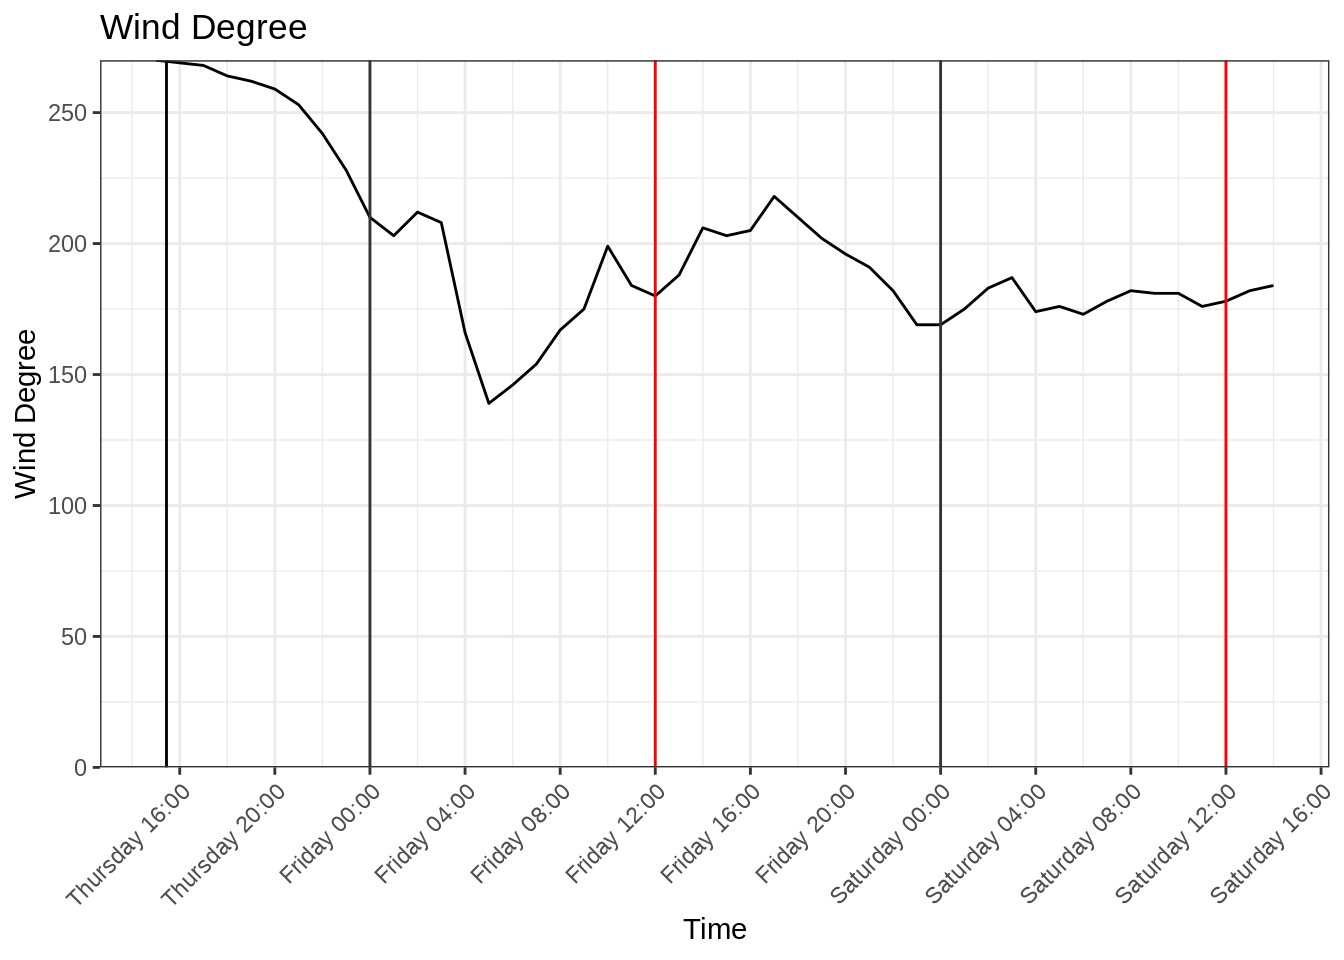 Wind Degree
Wind Degree
250
200
150
100
50
0
Thursday 16:00
Thursday 20:00
Friday 00:00
Friday 04:00
Friday 08:00
Friday 12:00
Friday 16:00
Friday 20:00
Saturday 00:00
Saturday 04:00
Saturday 08:00
Saturday 12:00
Saturday 16:00
Time